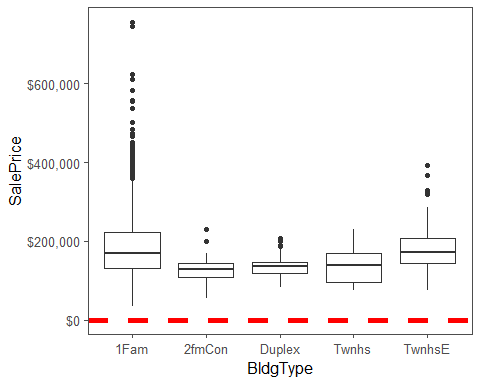 SalePrice
$600,000
$400,000
$200,000
$0
1Fam
2fmCon
Duplex
Twnhs
TwnhsE
BldgType